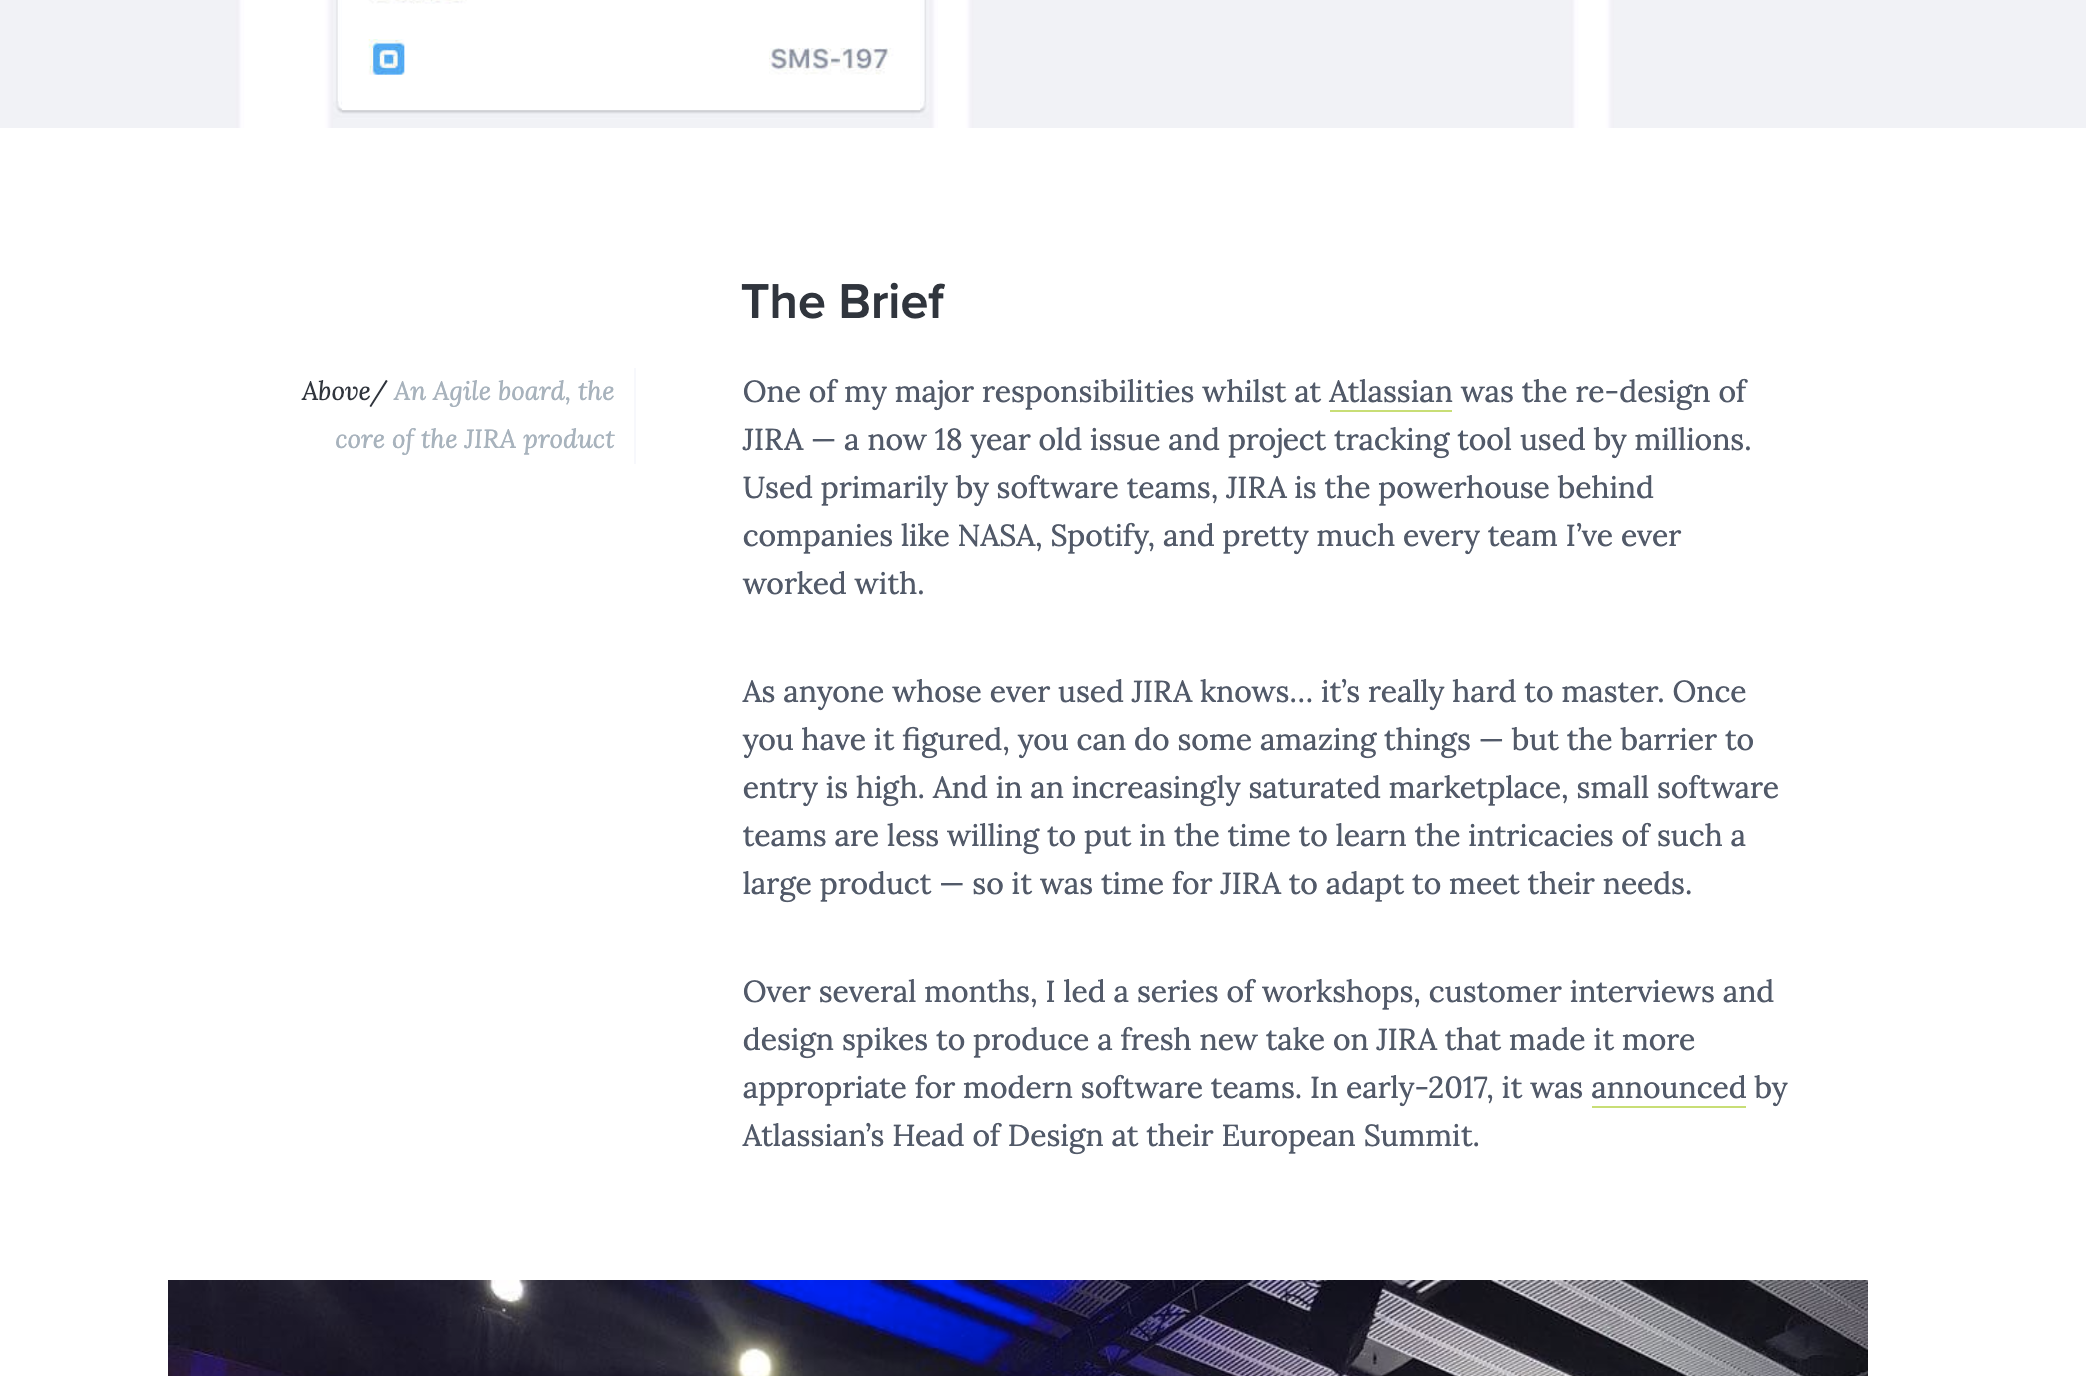 SMS-197
The Brief
Above/ An Agile board, the
core of the JIRA product
One of my major responsibilities whilst at Atlassian was the re-design of
JIRA — a now 18 year old issue and project tracking tool used by millions.
Used primarily by software teams, JIRA is the powerhouse behind
companies like NASA, Spotify, and pretty much every team I’ve ever
worked with.
As anyone whose ever used JIRA knows… it’s really hard to master. Once
you have it figured, you can do some amazing things — but the barrier to
entry is high. And in an increasingly saturated marketplace, small software
teams are less willing to put in the time to learn the intricacies of such a
large product — so it was time for JIRA to adapt to meet their needs.
Over several months, I led a series of workshops, customer interviews and
design spikes to produce a fresh new take on JIRA that made it more
appropriate for modern software teams. In early-2017, it was announced by
Atlassian’s Head of Design at their European Summit.